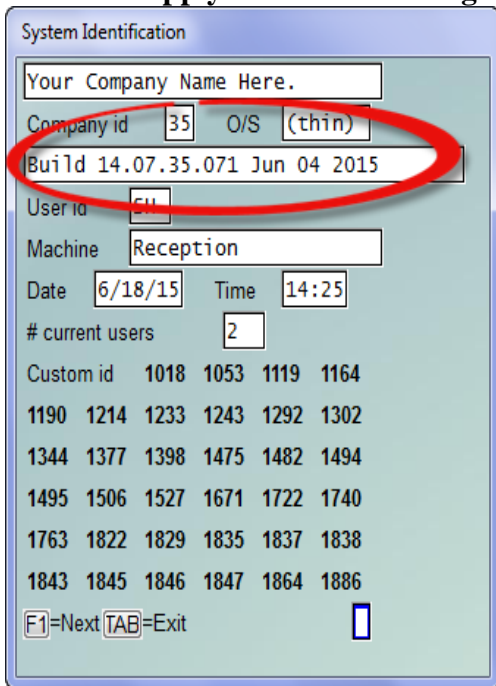 System Identification
Your Company Name Here.
Company id 35 O/S (thin)
Build 14.07.35.071 Jun 04 2015
User id
Machine Reception
Date 6/18/15 Time 14:25
# current users 2
Custom id 1018 1053 1119 1164
1190 1214 1233 1243 1292 1302
1344 1377 1398 1475 1482 1494
1495 1506 1527 1671 1722 1740
1763 1822 1829 1835 1837 1838
1843 1845 1846 1847 1864 1886
F1=Next TAB=Exit